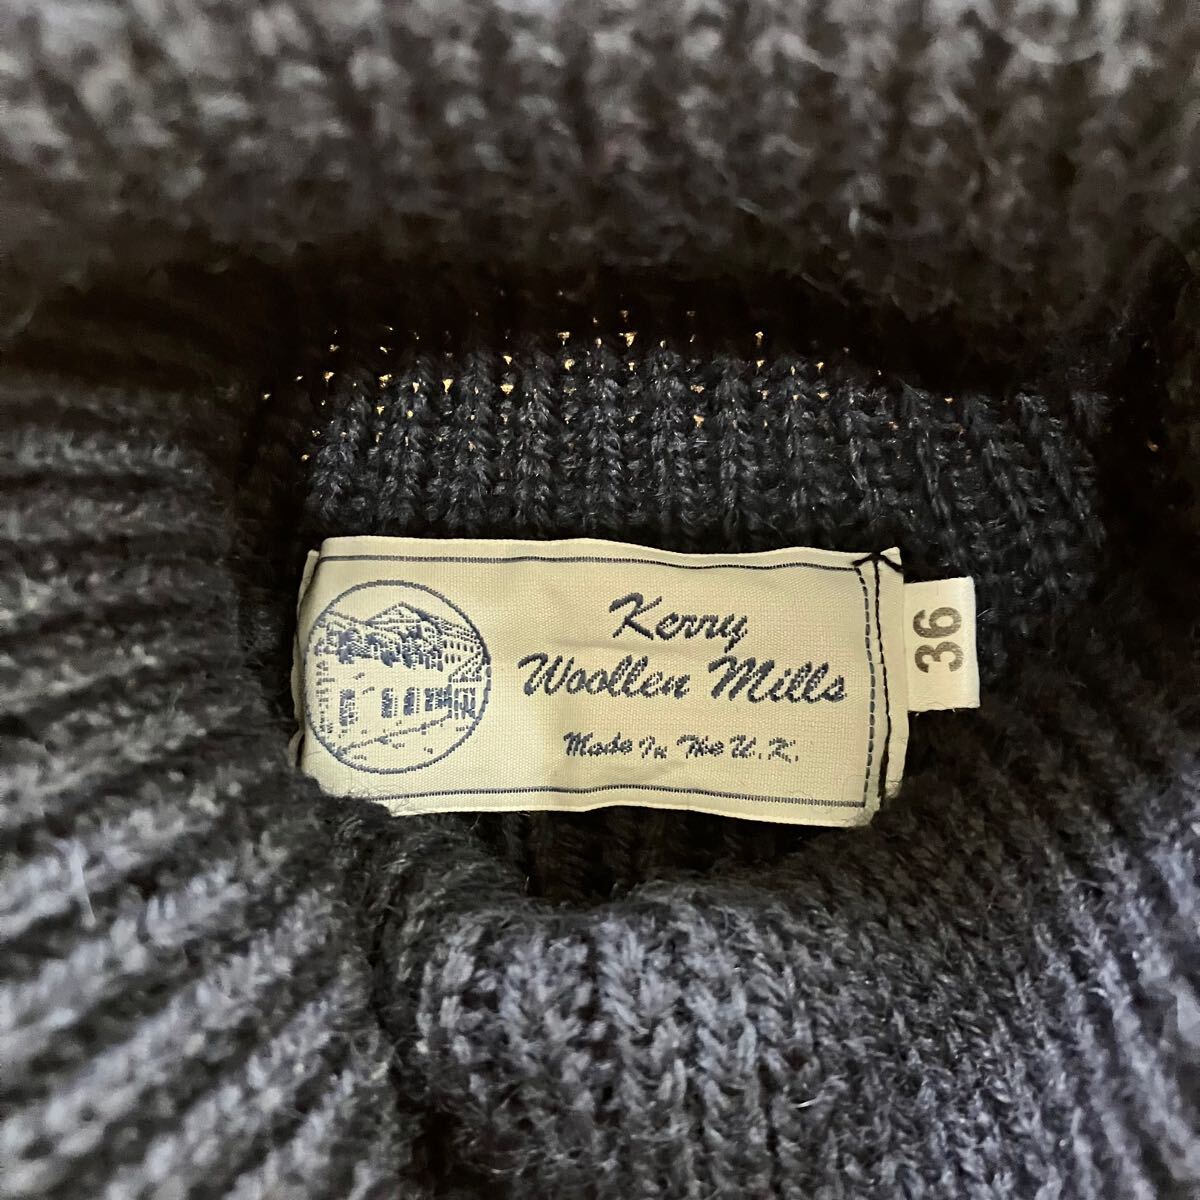 Kerry
Woollen Mills
Made In The U.K.
36